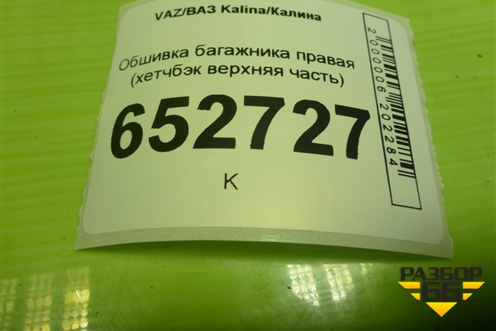 VAZ/ВАЗ Kalina/Калина
Обшивка багажника правая
(хетчбэк верхняя часть)
652727
К
2000006202284
РАЗБОР
66